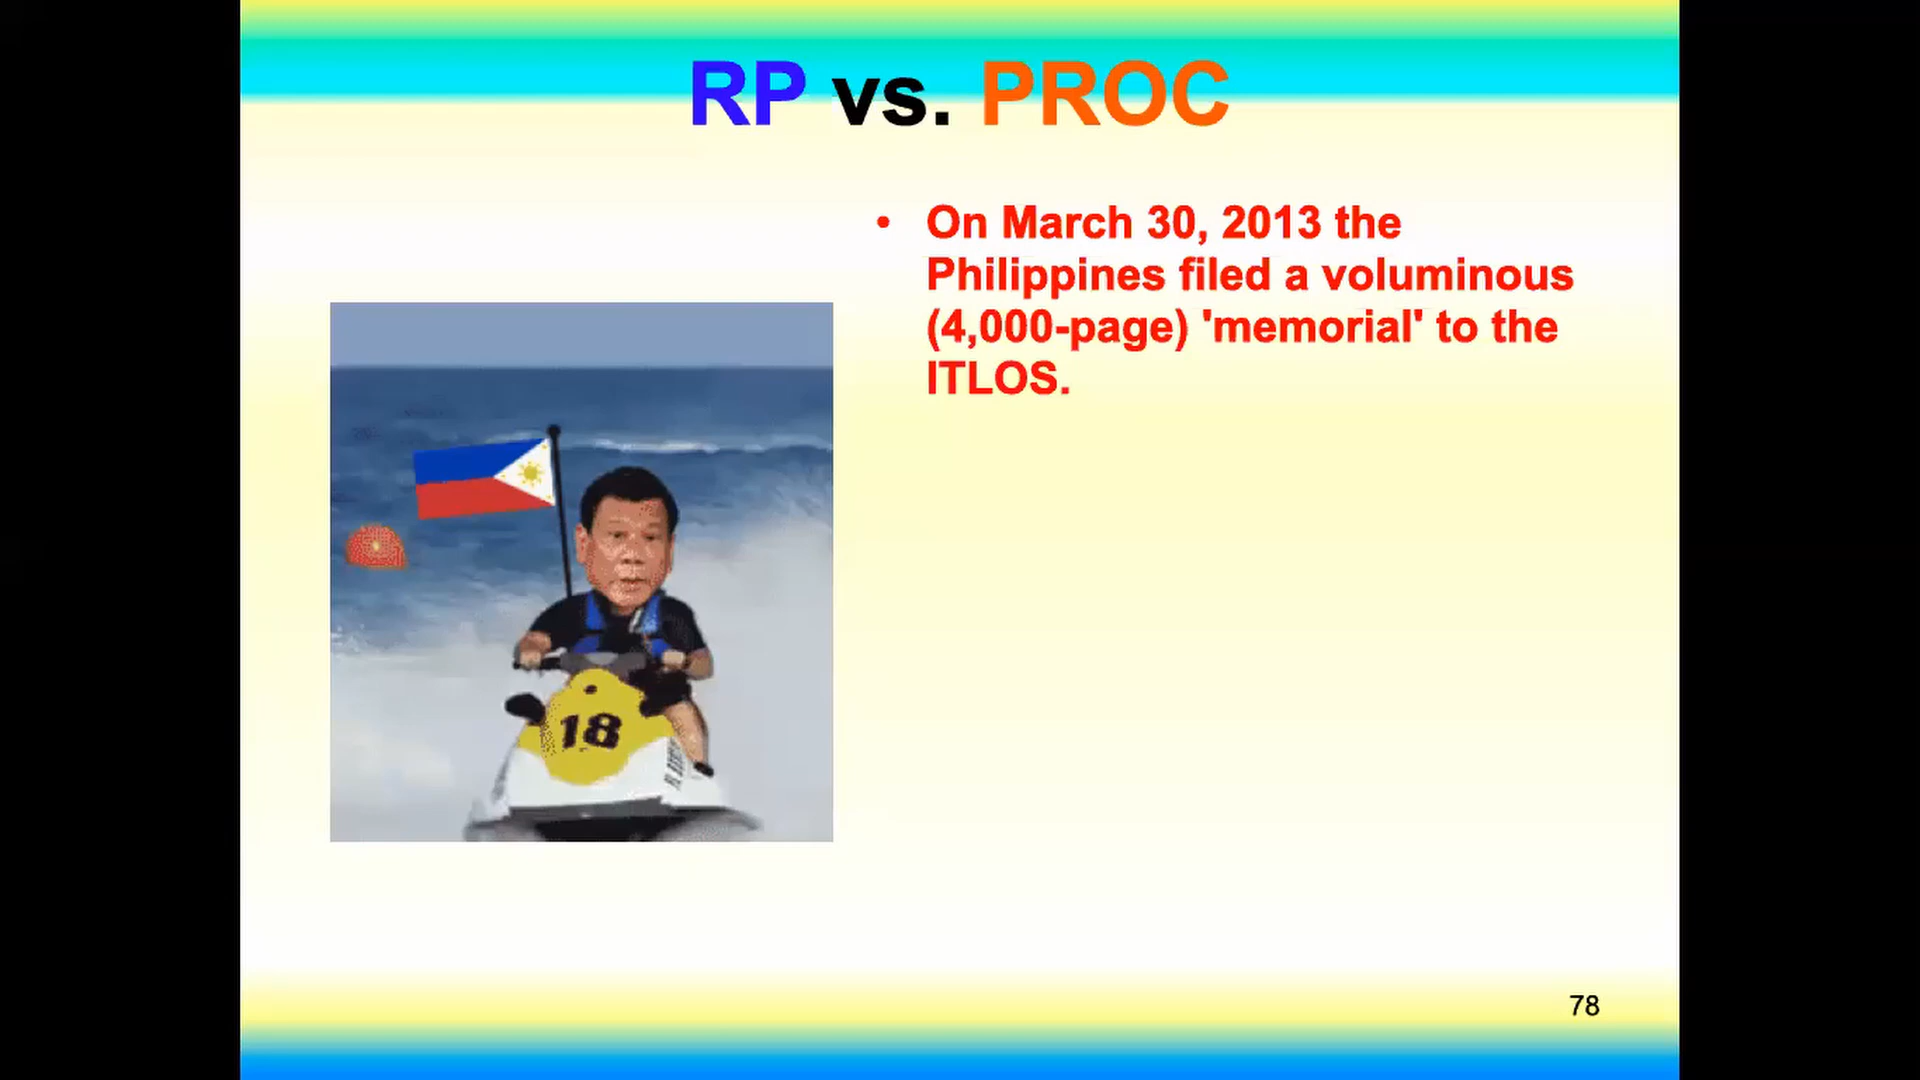 RP vs. PROC
• On March 30, 2013 the
Philippines filed a voluminous
(4,000-page) 'memorial' to the
ITLOS.
18
78